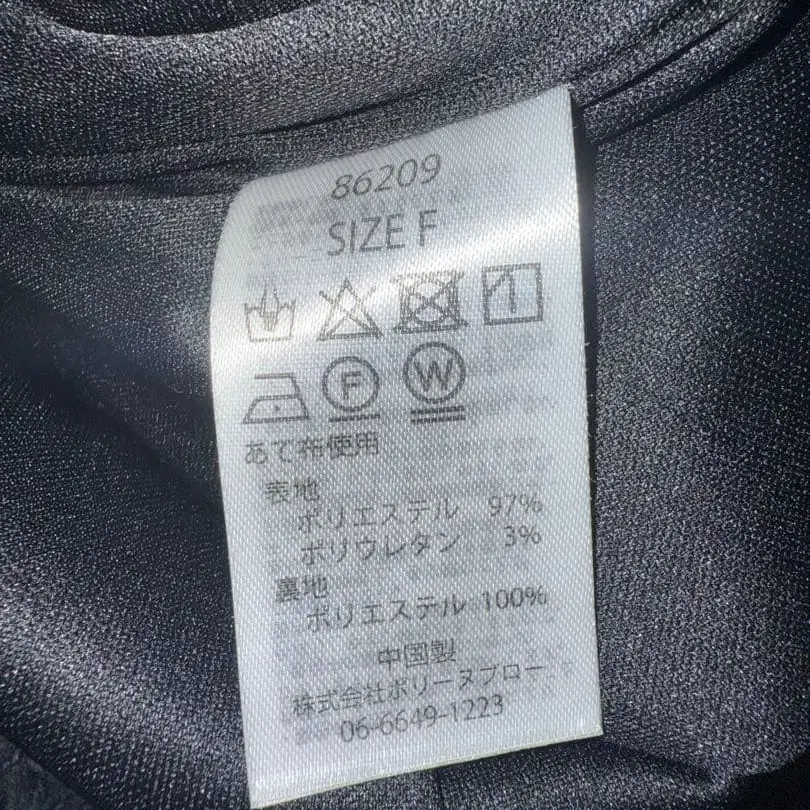 86209
SIZE F
F W
あて布使用
表地
ポリエステル 97%
ポリウレタン 3%
裏地
ポリエステル 100%
中国製
株式会社ポリーヌブロー
06-6649-1223